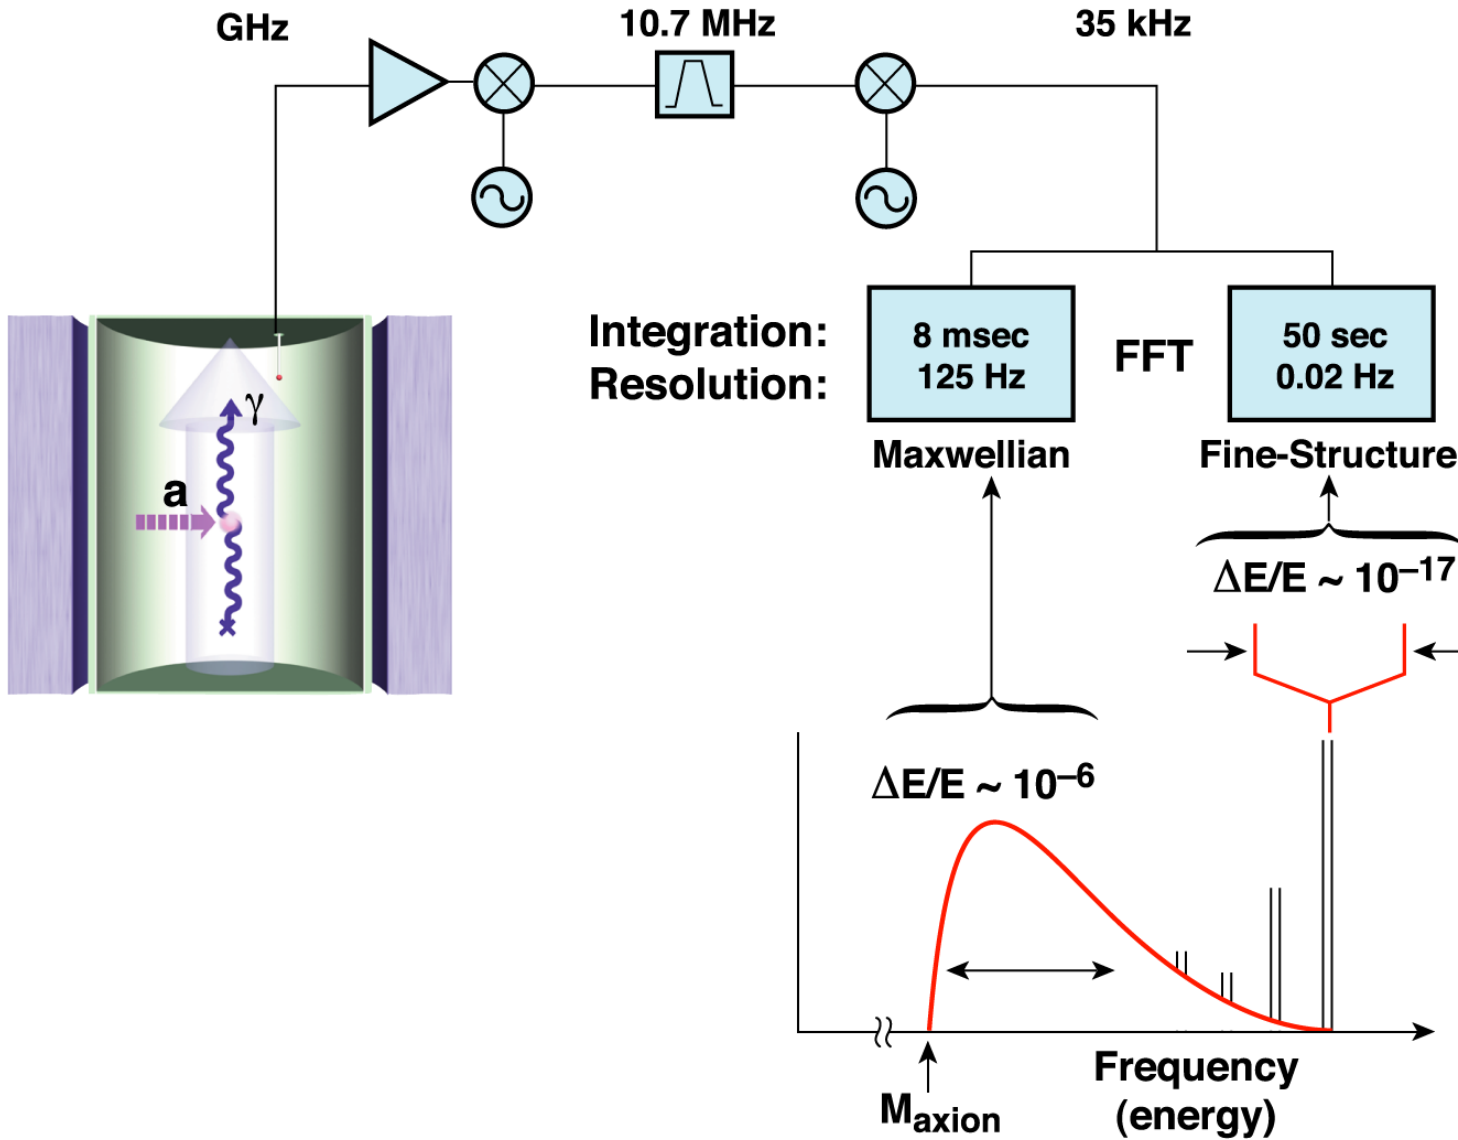 GHz
10.7 MHz
35 kHz
Integration:
Resolution:
8 msec
125 Hz
FFT
50 sec
0.02 Hz
Maxwellian
Fine-Structure
γ
a
ΔE/E ~ 10⁻¹⁷
ΔE/E ~ 10⁻⁶
Frequency
(energy)
Maxion